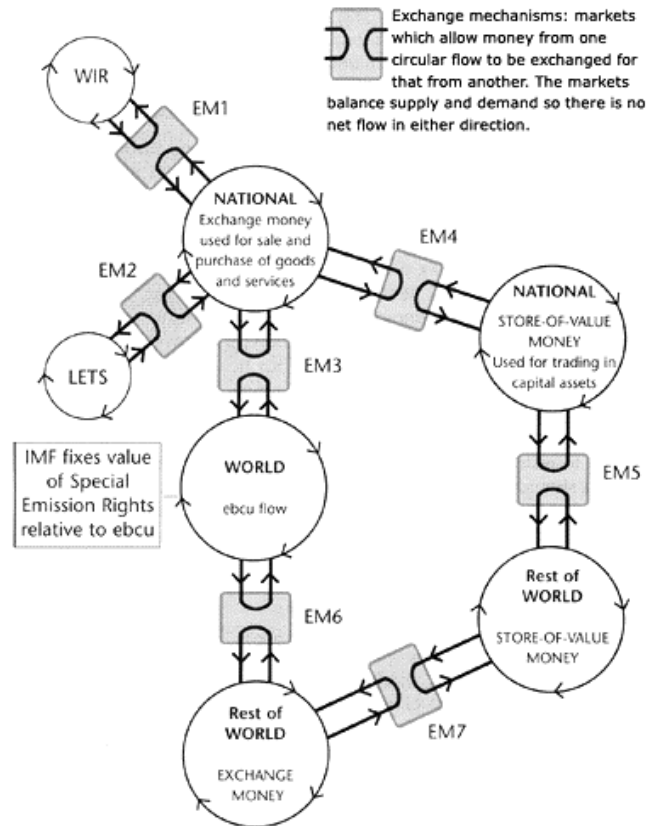 Exchange mechanisms: markets
which allow money from one
circular flow to be exchanged for
that from another. The markets
balance supply and demand so there is no
net flow in either direction.
WIR
EM1
NATIONAL
Exchange money
used for sale and
purchase of goods
and services
EM2
EM4
NATIONAL
STORE-OF-VALUE
MONEY
Used for trading in
capital assets
LETS
EM3
IMF fixes value
of Special
Emission Rights
relative to ebcu
WORLD
ebcu flow
EM5
Rest of
WORLD
STORE-OF-VALUE
MONEY
EM6
EM7
Rest of
WORLD
EXCHANGE
MONEY